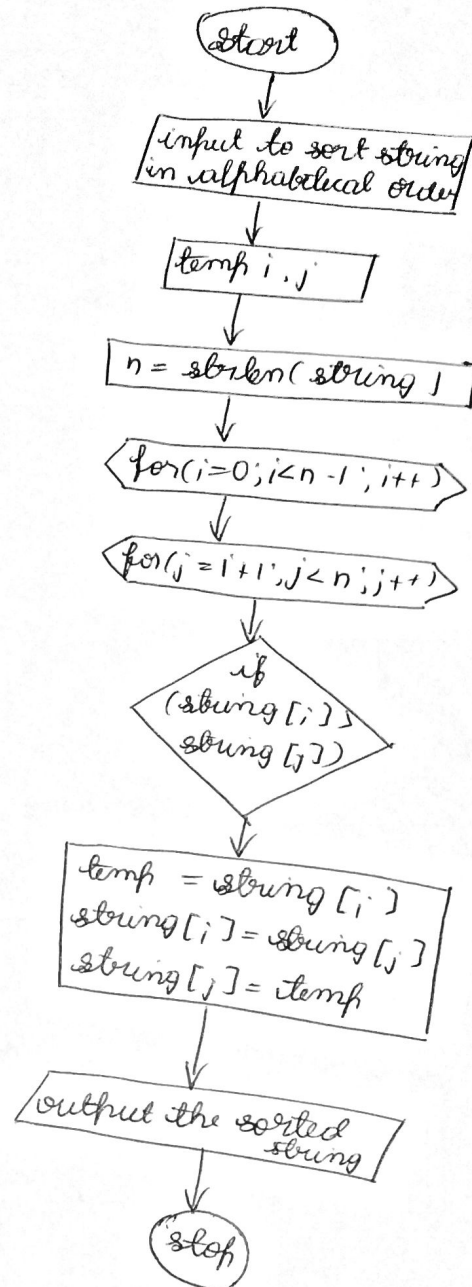 start
input to sort string
in alphabetical order
temp i, j
n = strlen( string )
for(i=0; i<n-1; i++)
for(j=i+1; j<n; j++)
if
(string[i]>
string[j])
temp = string[i]
string[i] = string[j]
string[j] = temp
output the sorted
string
stop